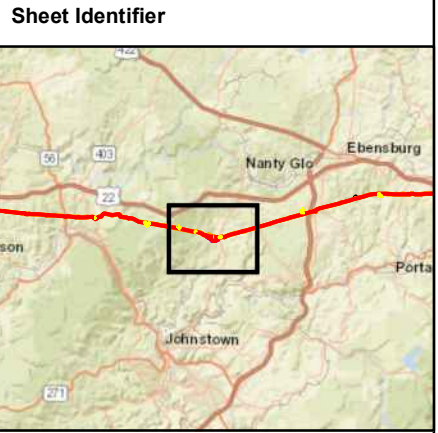 Sheet Identifier
422
56
403
Ebensburg
Nanty Glo
22
son
Porta
Johnstown
271